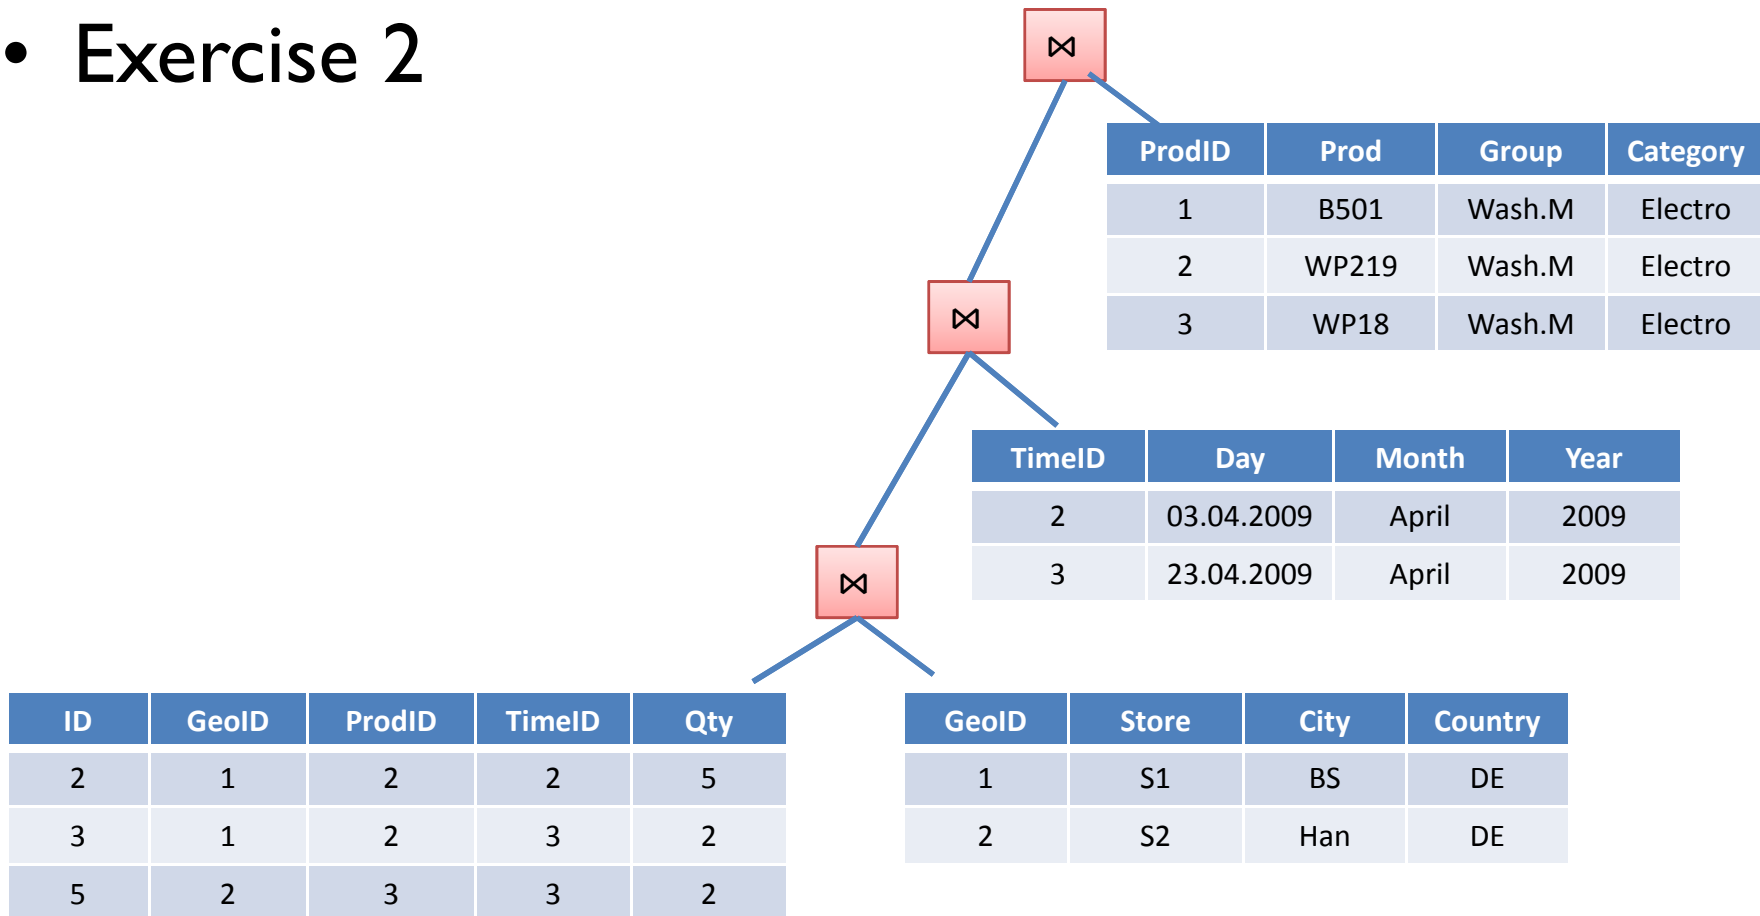 • Exercise 2
⋈
ProdID Prod Group Category
1 B501 Wash.M Electro
2 WP219 Wash.M Electro
3 WP18 Wash.M Electro
⋈
TimeID Day Month Year
2 03.04.2009 April 2009
3 23.04.2009 April 2009
⋈
ID GeoID ProdID TimeID Qty
2 1 2 2 5
3 1 2 3 2
5 2 3 3 2
GeoID Store City Country
1 S1 BS DE
2 S2 Han DE